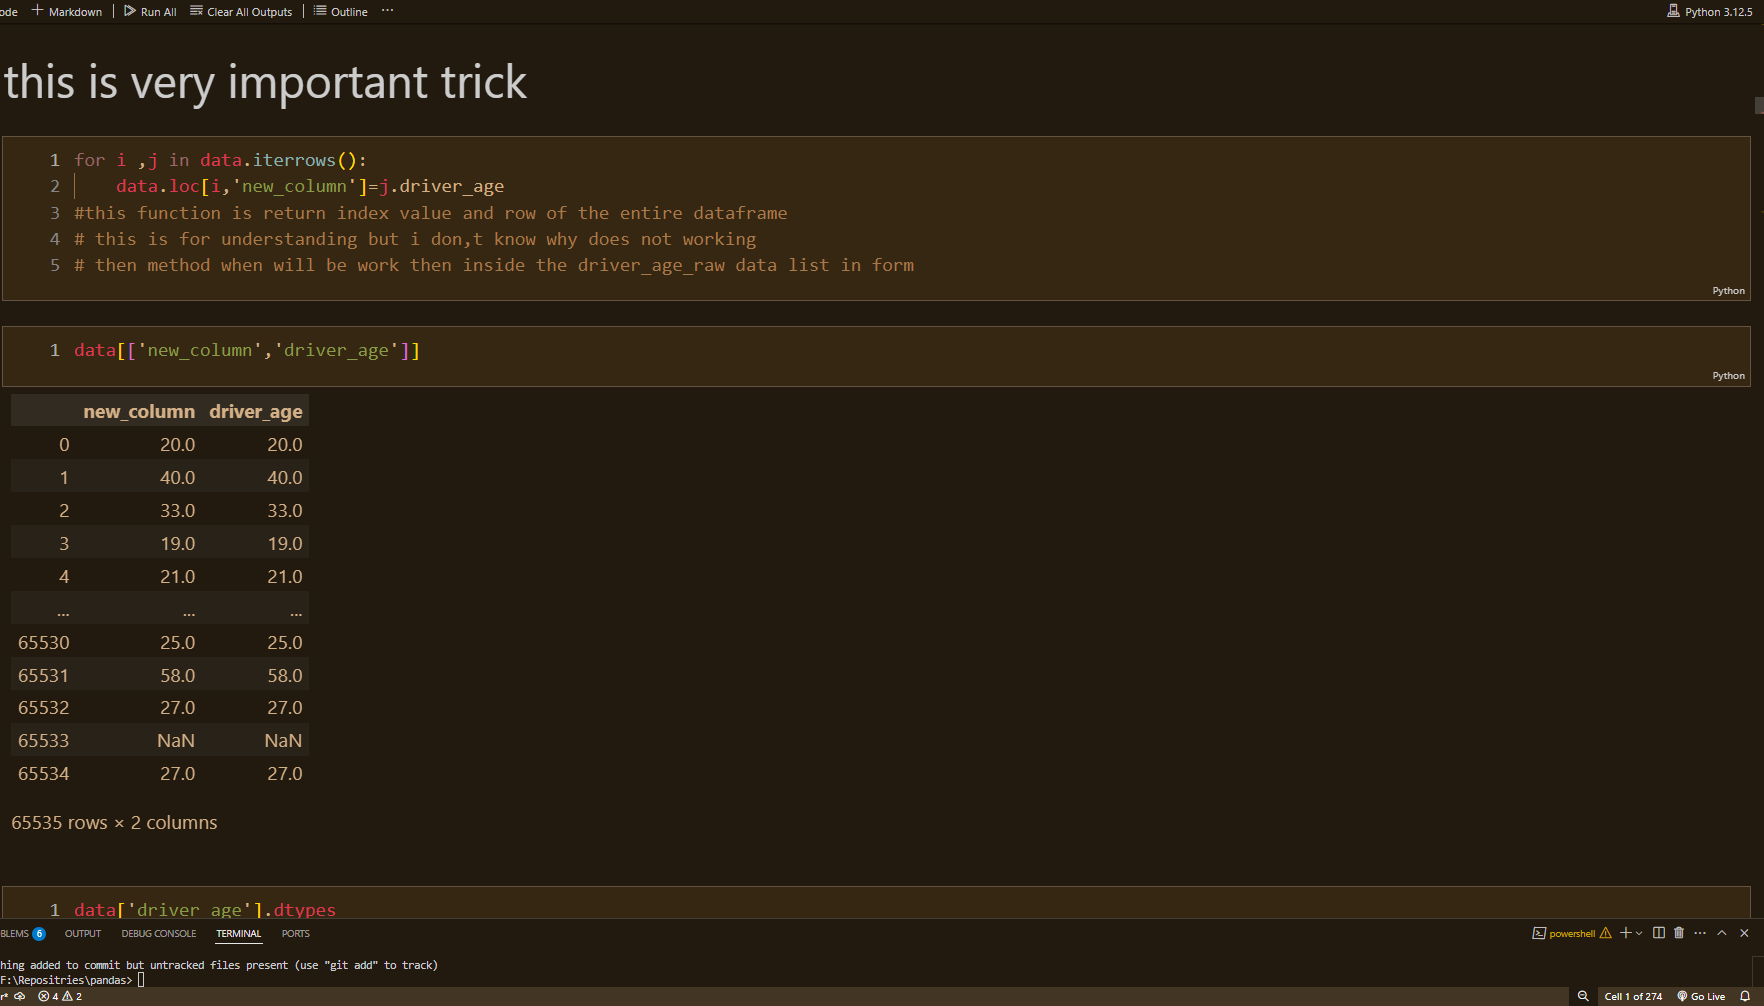 ode + Markdown Run All Clear All Outputs Outline ... Python 3.12.5
this is very important trick
1 for i ,j in data.iterrows():
2 data.loc[i,'new_column']=j.driver_age
3 #this function is return index value and row of the entire dataframe
4 # this is for understanding but i don,t know why does not working
5 # then method when will be work then inside the driver_age_raw data list in form
Python
1 data[['new_column','driver_age']]
Python
new_column driver_age
0 20.0 20.0
1 40.0 40.0
2 33.0 33.0
3 19.0 19.0
4 21.0 21.0
... ... ...
65530 25.0 25.0
65531 58.0 58.0
65532 27.0 27.0
65533 NaN NaN
65534 27.0 27.0
65535 rows × 2 columns
1 data['driver_age'].dtypes
BLEMS 6 OUTPUT DEBUG CONSOLE TERMINAL PORTS powershell
hing added to commit but untracked files present (use "git add" to track)
F:\Repositries\pandas>
r* 4 2 Cell 1 of 274 Go Live